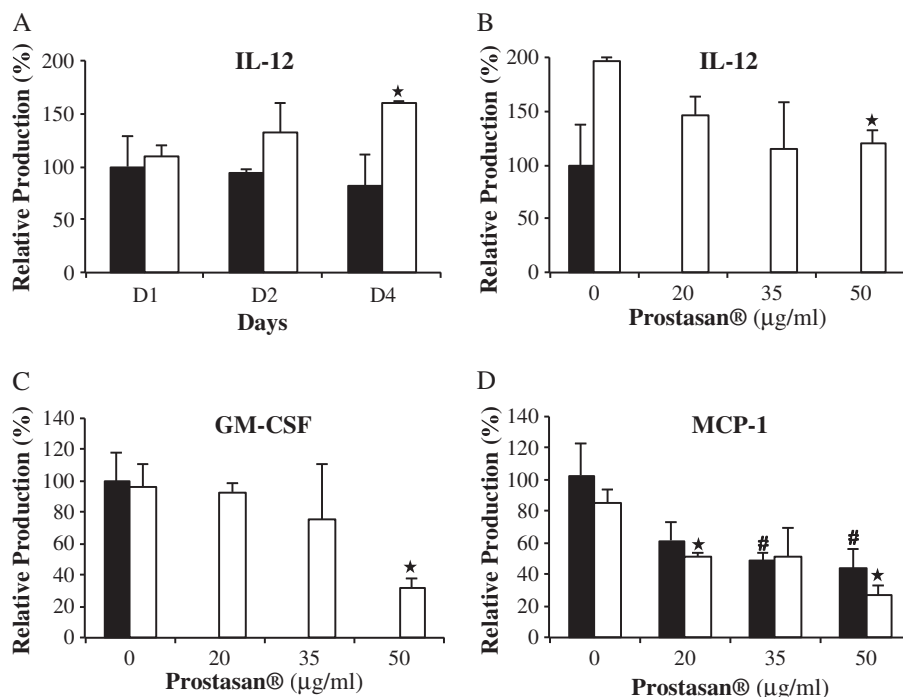 A
IL-12
Relative Production (%)
200
150
100
50
0
★
D1 D2 D4
Days
B
IL-12
Relative Production (%)
200
150
100
50
0
★
0 20 35 50
Prostasan® (μg/ml)
C
GM-CSF
Relative Production (%)
140
120
100
80
60
40
20
0
★
0 20 35 50
Prostasan® (μg/ml)
D
MCP-1
Relative Production (%)
140
120
100
80
60
40
20
0
★ # # ★
0 20 35 50
Prostasan® (μg/ml)